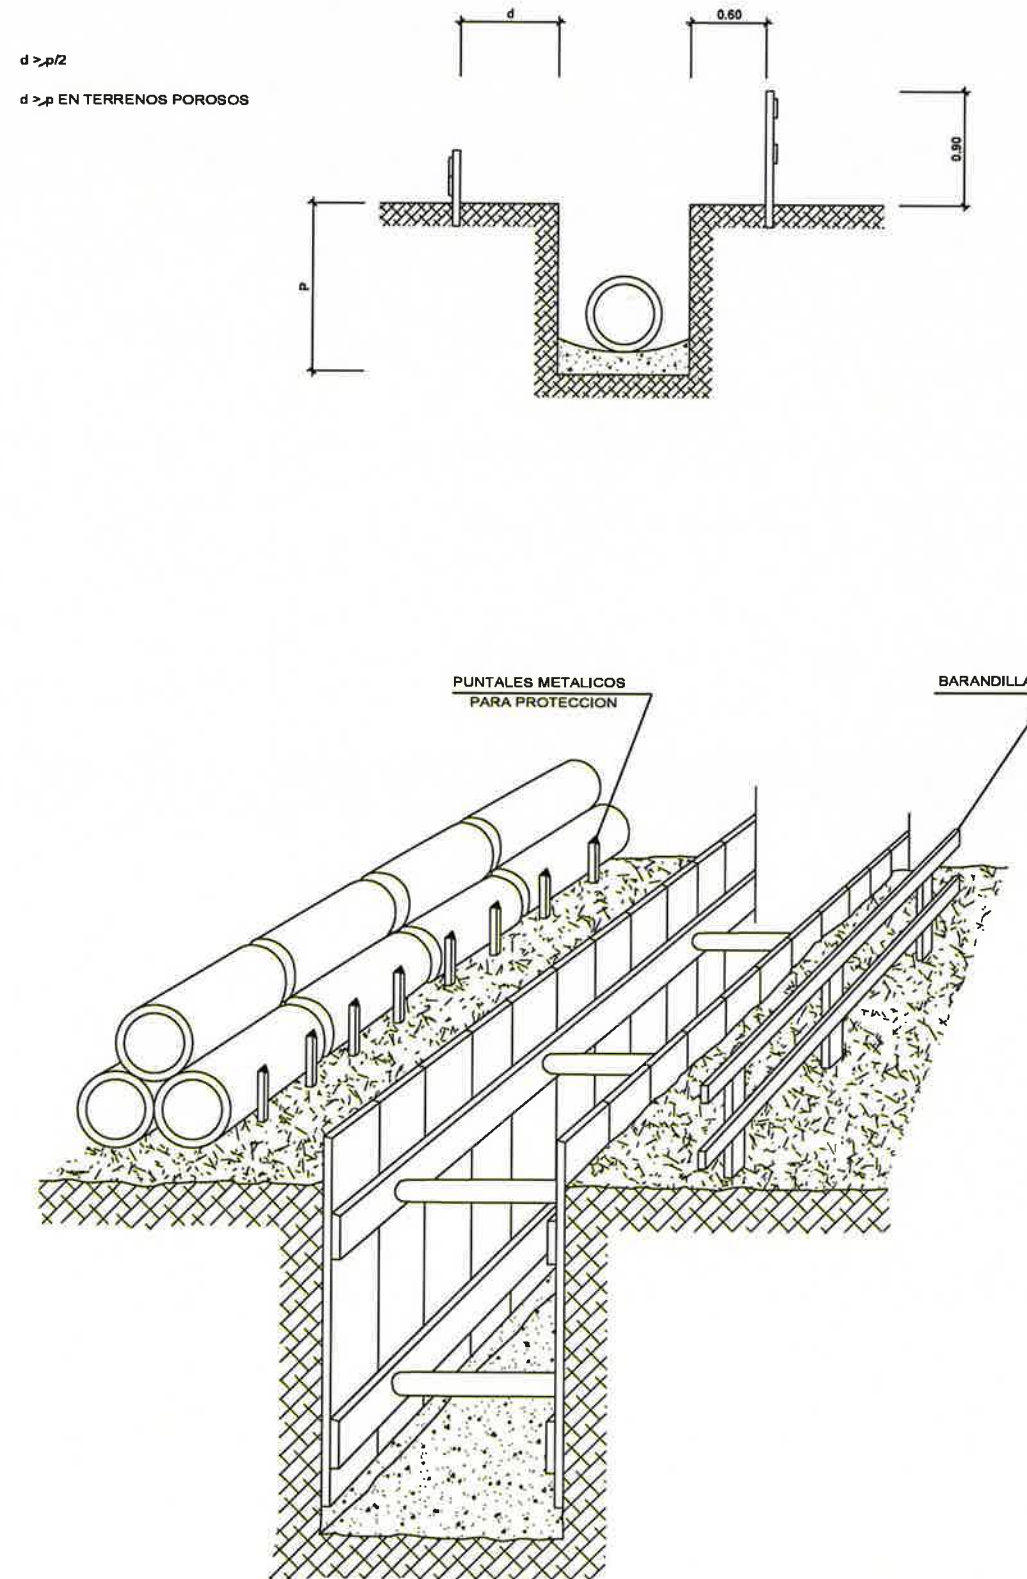 d
0.60
d ≥ p/2
d ≥ p EN TERRENOS POROSOS
0.90
P
PUNTALES METALICOS
PARA PROTECCION
BARANDILLA